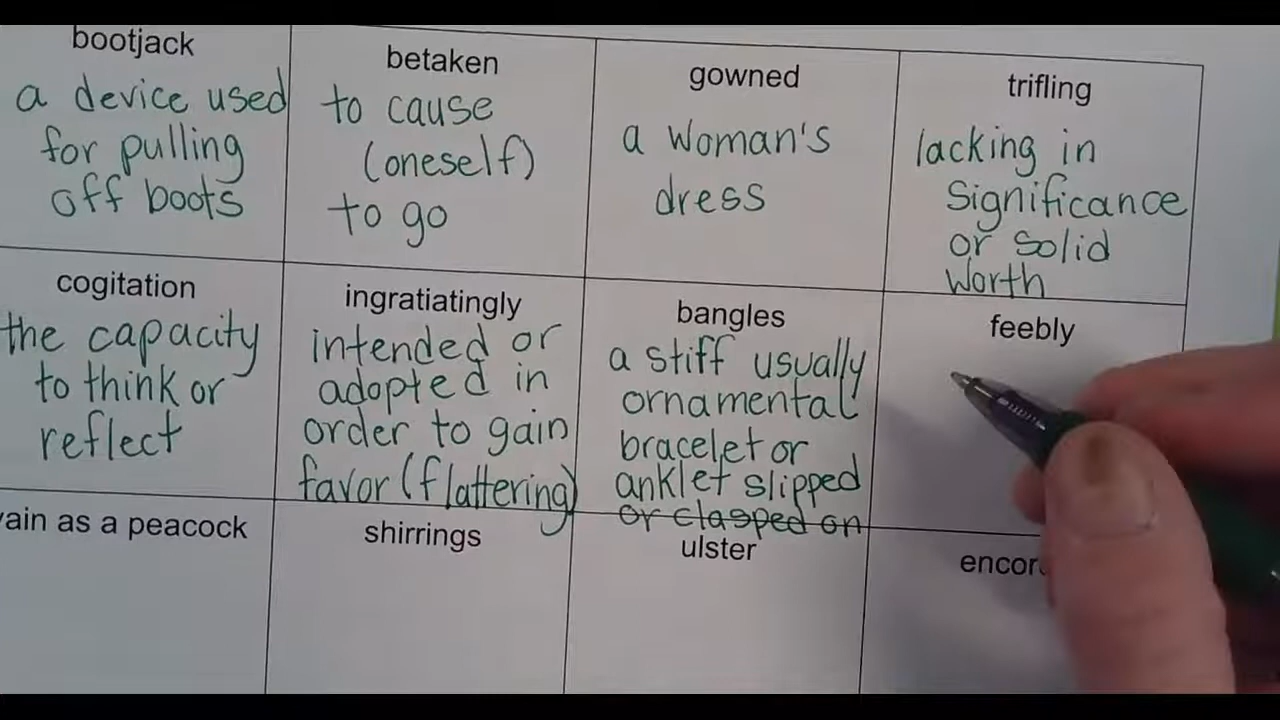 bootjack
a device used
for pulling
off boots
betaken
to cause
(oneself)
to go
gowned
a woman's
dress
trifling
lacking in
significance
or solid
worth
cogitation
the capacity
to think or
reflect
ingratiatingly
intended or
adopted in
order to gain
favor (flattering)
bangles
a stiff usually
ornamental
bracelet or
anklet slipped
or clasped on
feebly
as a peacock
shirrings
ulster